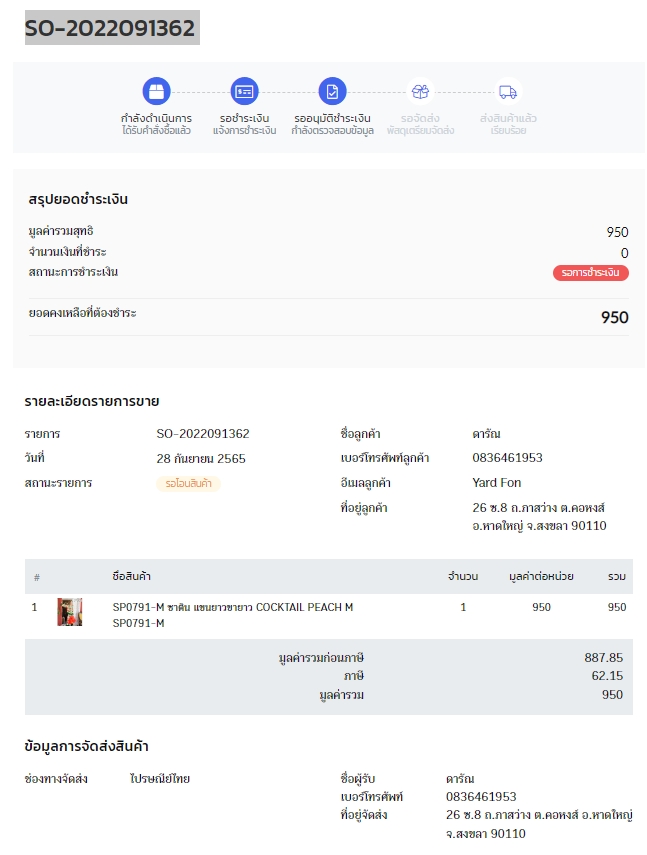 SO-2022091362
กำลังดำเนินการ
ได้รับคำสั่งซื้อแล้ว
รอชำระเงิน
แจ้งการชำระเงิน
รออนุมัติชำระเงิน
กำลังตรวจสอบข้อมูล
รอจัดส่ง
พัสดุเตรียมจัดส่ง
ส่งสินค้าแล้ว
เรียบร้อย
สรุปยอดชำระเงิน
มูลค่ารวมสุทธิ 950
จำนวนเงินที่ชำระ 0
สถานะการชำระเงิน รอการชำระเงิน
ยอดคงเหลือที่ต้องชำระ 950
รายละเอียดรายการขาย
รายการ SO-2022091362 ชื่อลูกค้า ดารัณ
วันที่ 28 กันยายน 2565 เบอร์โทรศัพท์ลูกค้า 0836461953
สถานะรายการ รอโอนสินค้า อีเมลลูกค้า Yard Fon
ที่อยู่ลูกค้า 26 ซ.8 ถ.ภาสว่าง ต.คอหงส์
อ.หาดใหญ่ จ.สงขลา 90110
# ชื่อสินค้า จำนวน มูลค่าต่อหน่วย รวม
1 SP0791-M ซาติน แขนยาวขายาว COCKTAIL PEACH M 1 950 950
SP0791-M
มูลค่ารวมก่อนภาษี 887.85
ภาษี 62.15
มูลค่ารวม 950
ข้อมูลการจัดส่งสินค้า
ช่องทางจัดส่ง ไปรษณีย์ไทย ชื่อผู้รับ ดารัณ
เบอร์โทรศัพท์ 0836461953
ที่อยู่จัดส่ง 26 ซ.8 ถ.ภาสว่าง ต.คอหงส์ อ.หาดใหญ่
จ.สงขลา 90110